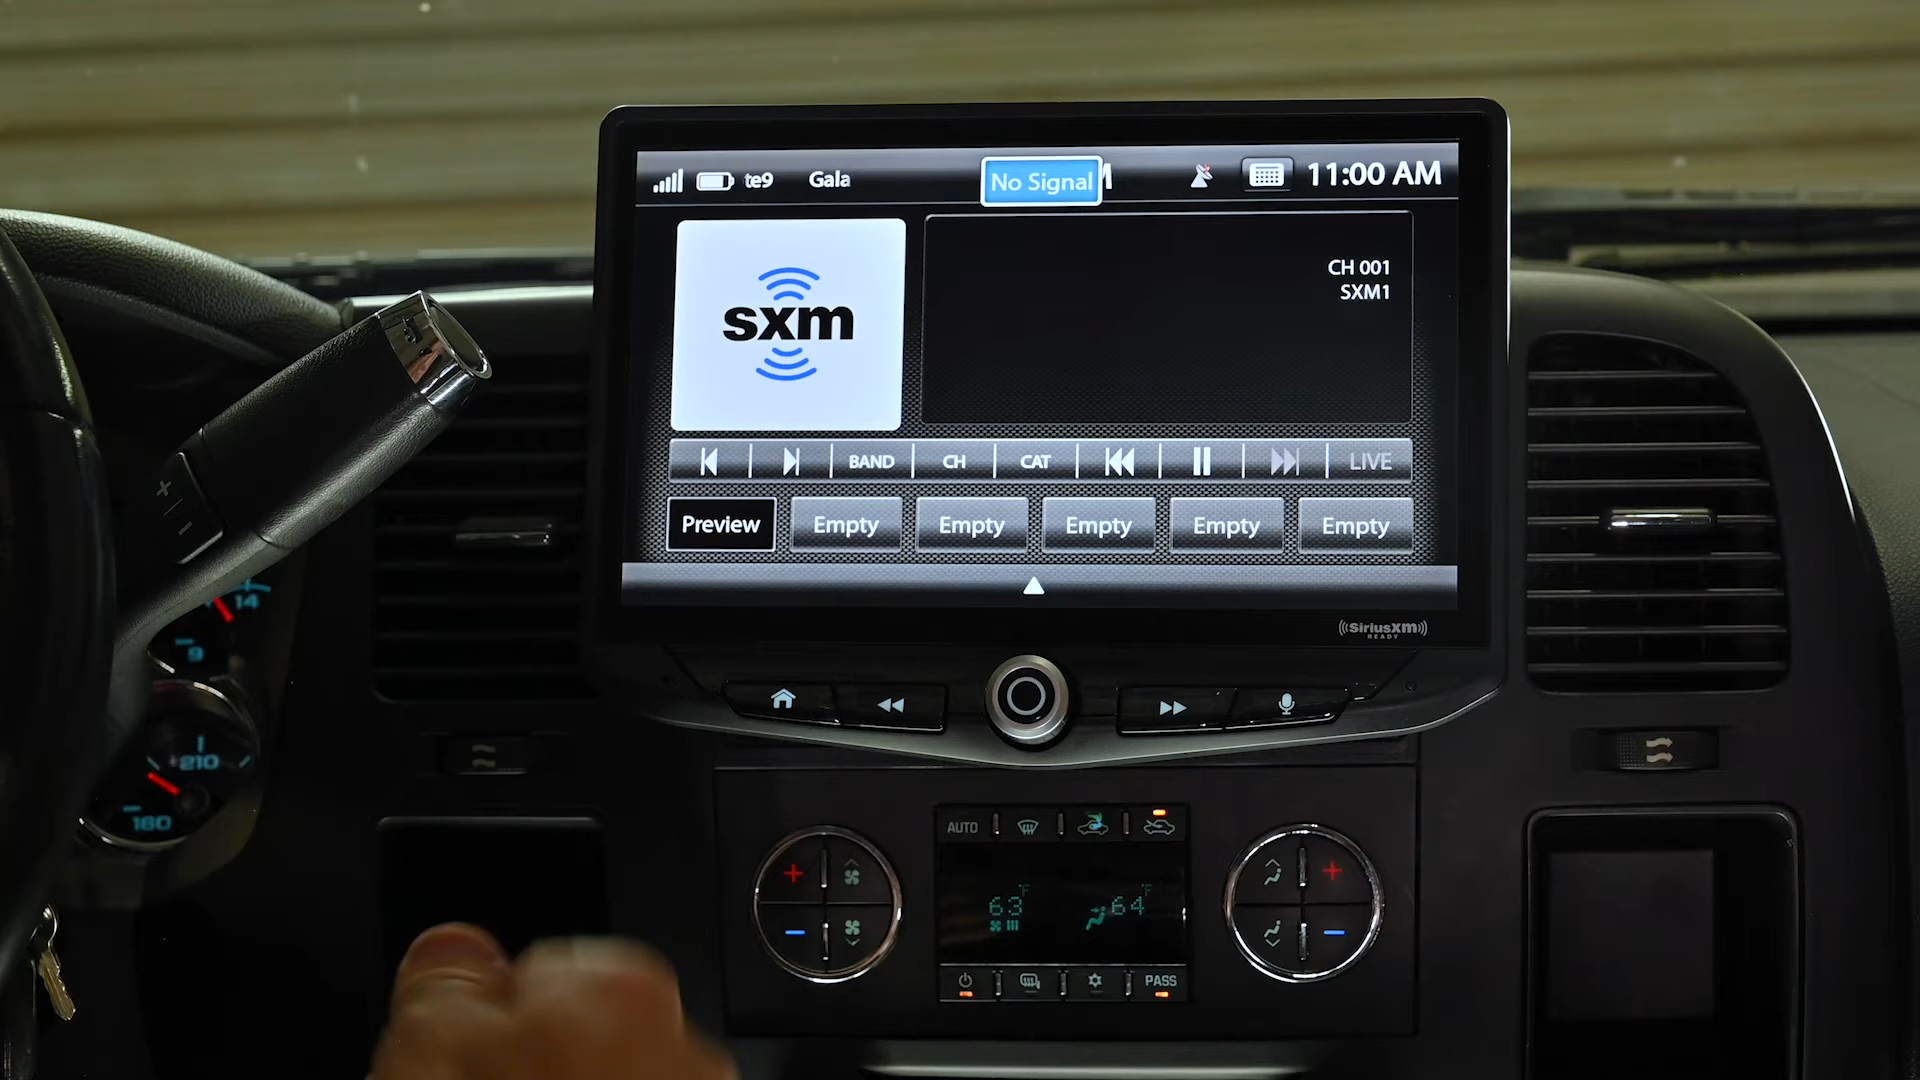 te9 Gala No Signal 11:00 AM
sxm
CH 001
SXM1
BAND CH CAT LIVE
Preview Empty Empty Empty Empty Empty
((SiriusXM))
READY
14
9
210
160
AUTO
63°F 64°F
PASS